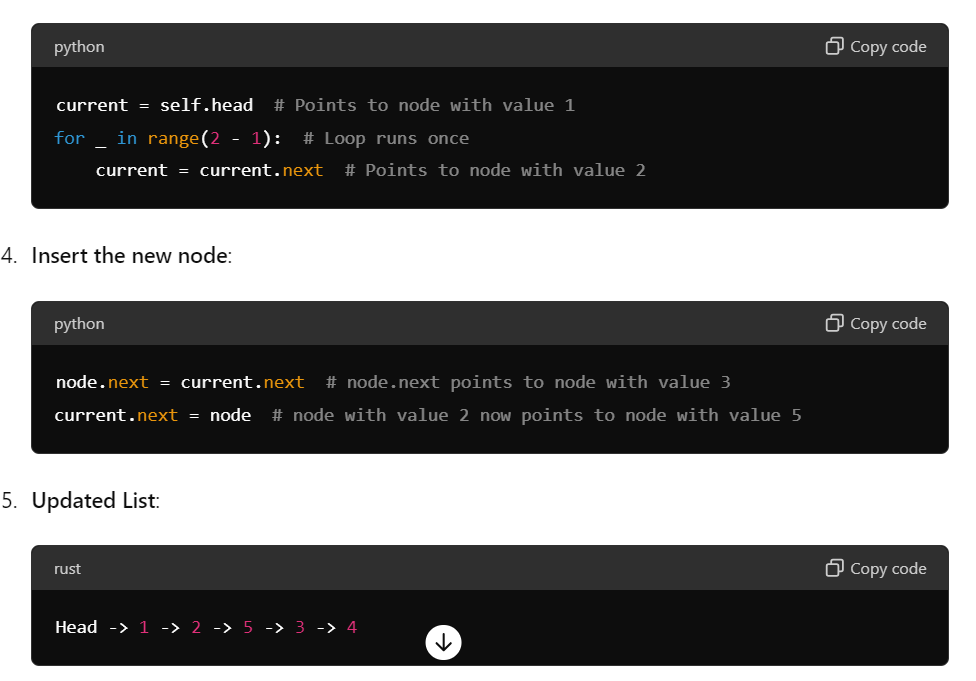 python Copy code
current = self.head  # Points to node with value 1
for _ in range(2 - 1):  # Loop runs once
    current = current.next  # Points to node with value 2
4. Insert the new node:
python Copy code
node.next = current.next  # node.next points to node with value 3
current.next = node  # node with value 2 now points to node with value 5
5. Updated List:
rust Copy code
Head -> 1 -> 2 -> 5 -> 3 -> 4